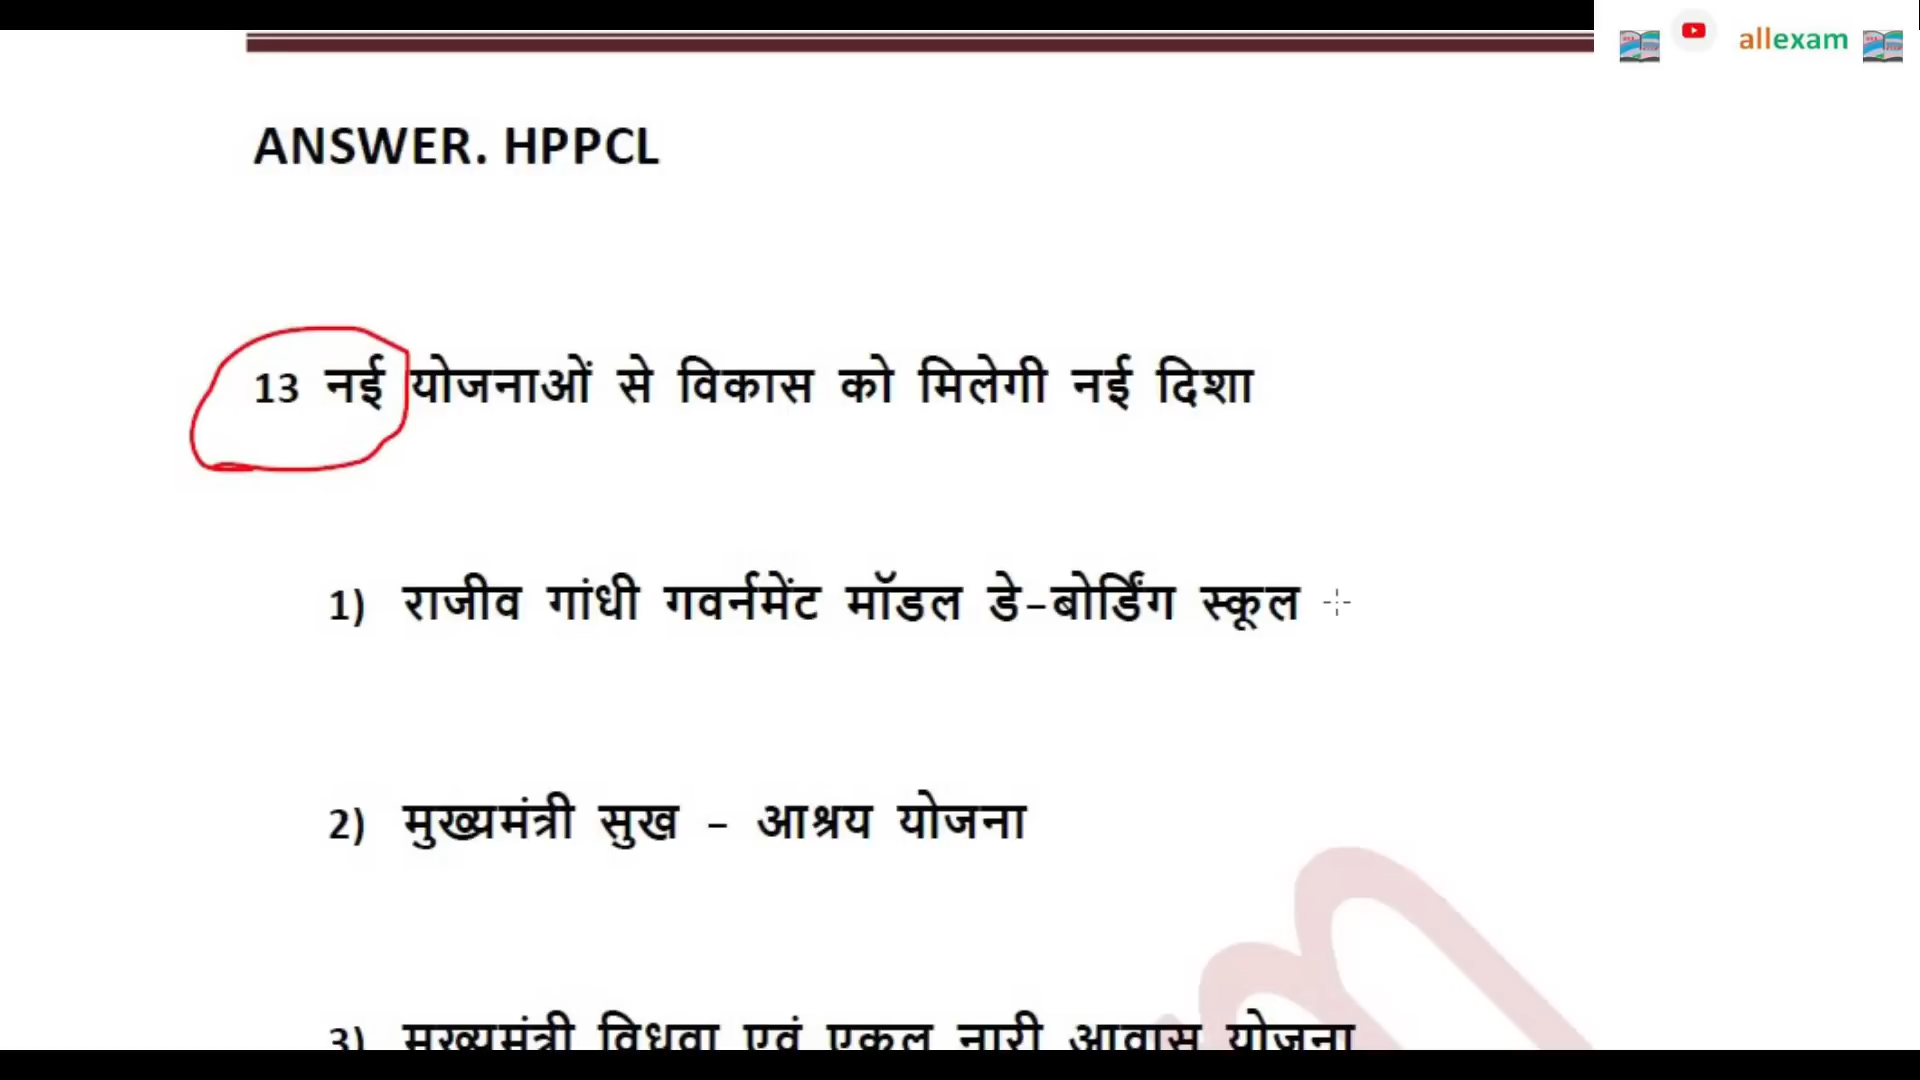 allexam
ANSWER. HPPCL
13 नई योजनाओं से विकास को मिलेगी नई दिशा
1) राजीव गांधी गवर्नमेंट मॉडल डे-बोर्डिंग स्कूल
2) मुख्यमंत्री सुख - आश्रय योजना
3) मुख्यमंत्री विधवा एवं एकल नारी आवास योजना